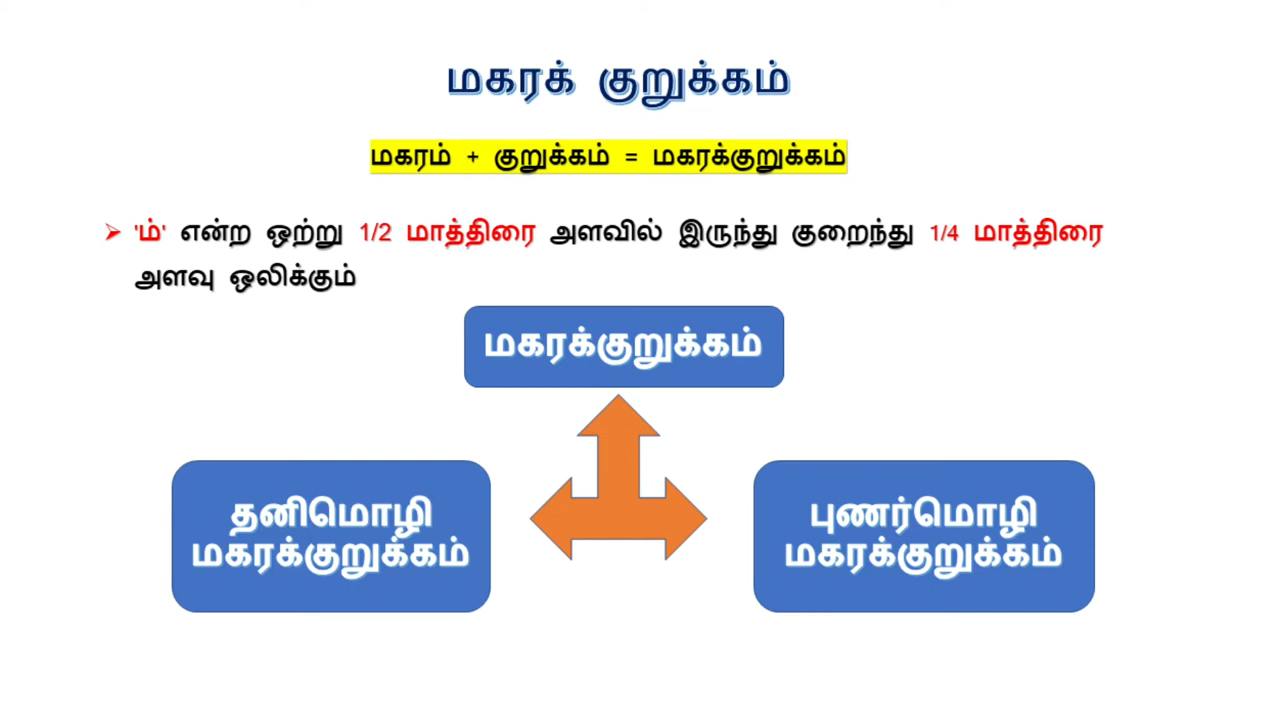 மகரக் குறுக்கம்
மகரம் + குறுக்கம் = மகரக்குறுக்கம்
➢ 'ம்' என்ற ஒற்று 1/2 மாத்திரை அளவில் இருந்து குறைந்து 1/4 மாத்திரை
அளவு ஒலிக்கும்
மகரக்குறுக்கம்
தனிமொழி
மகரக்குறுக்கம்
புணர்மொழி
மகரக்குறுக்கம்